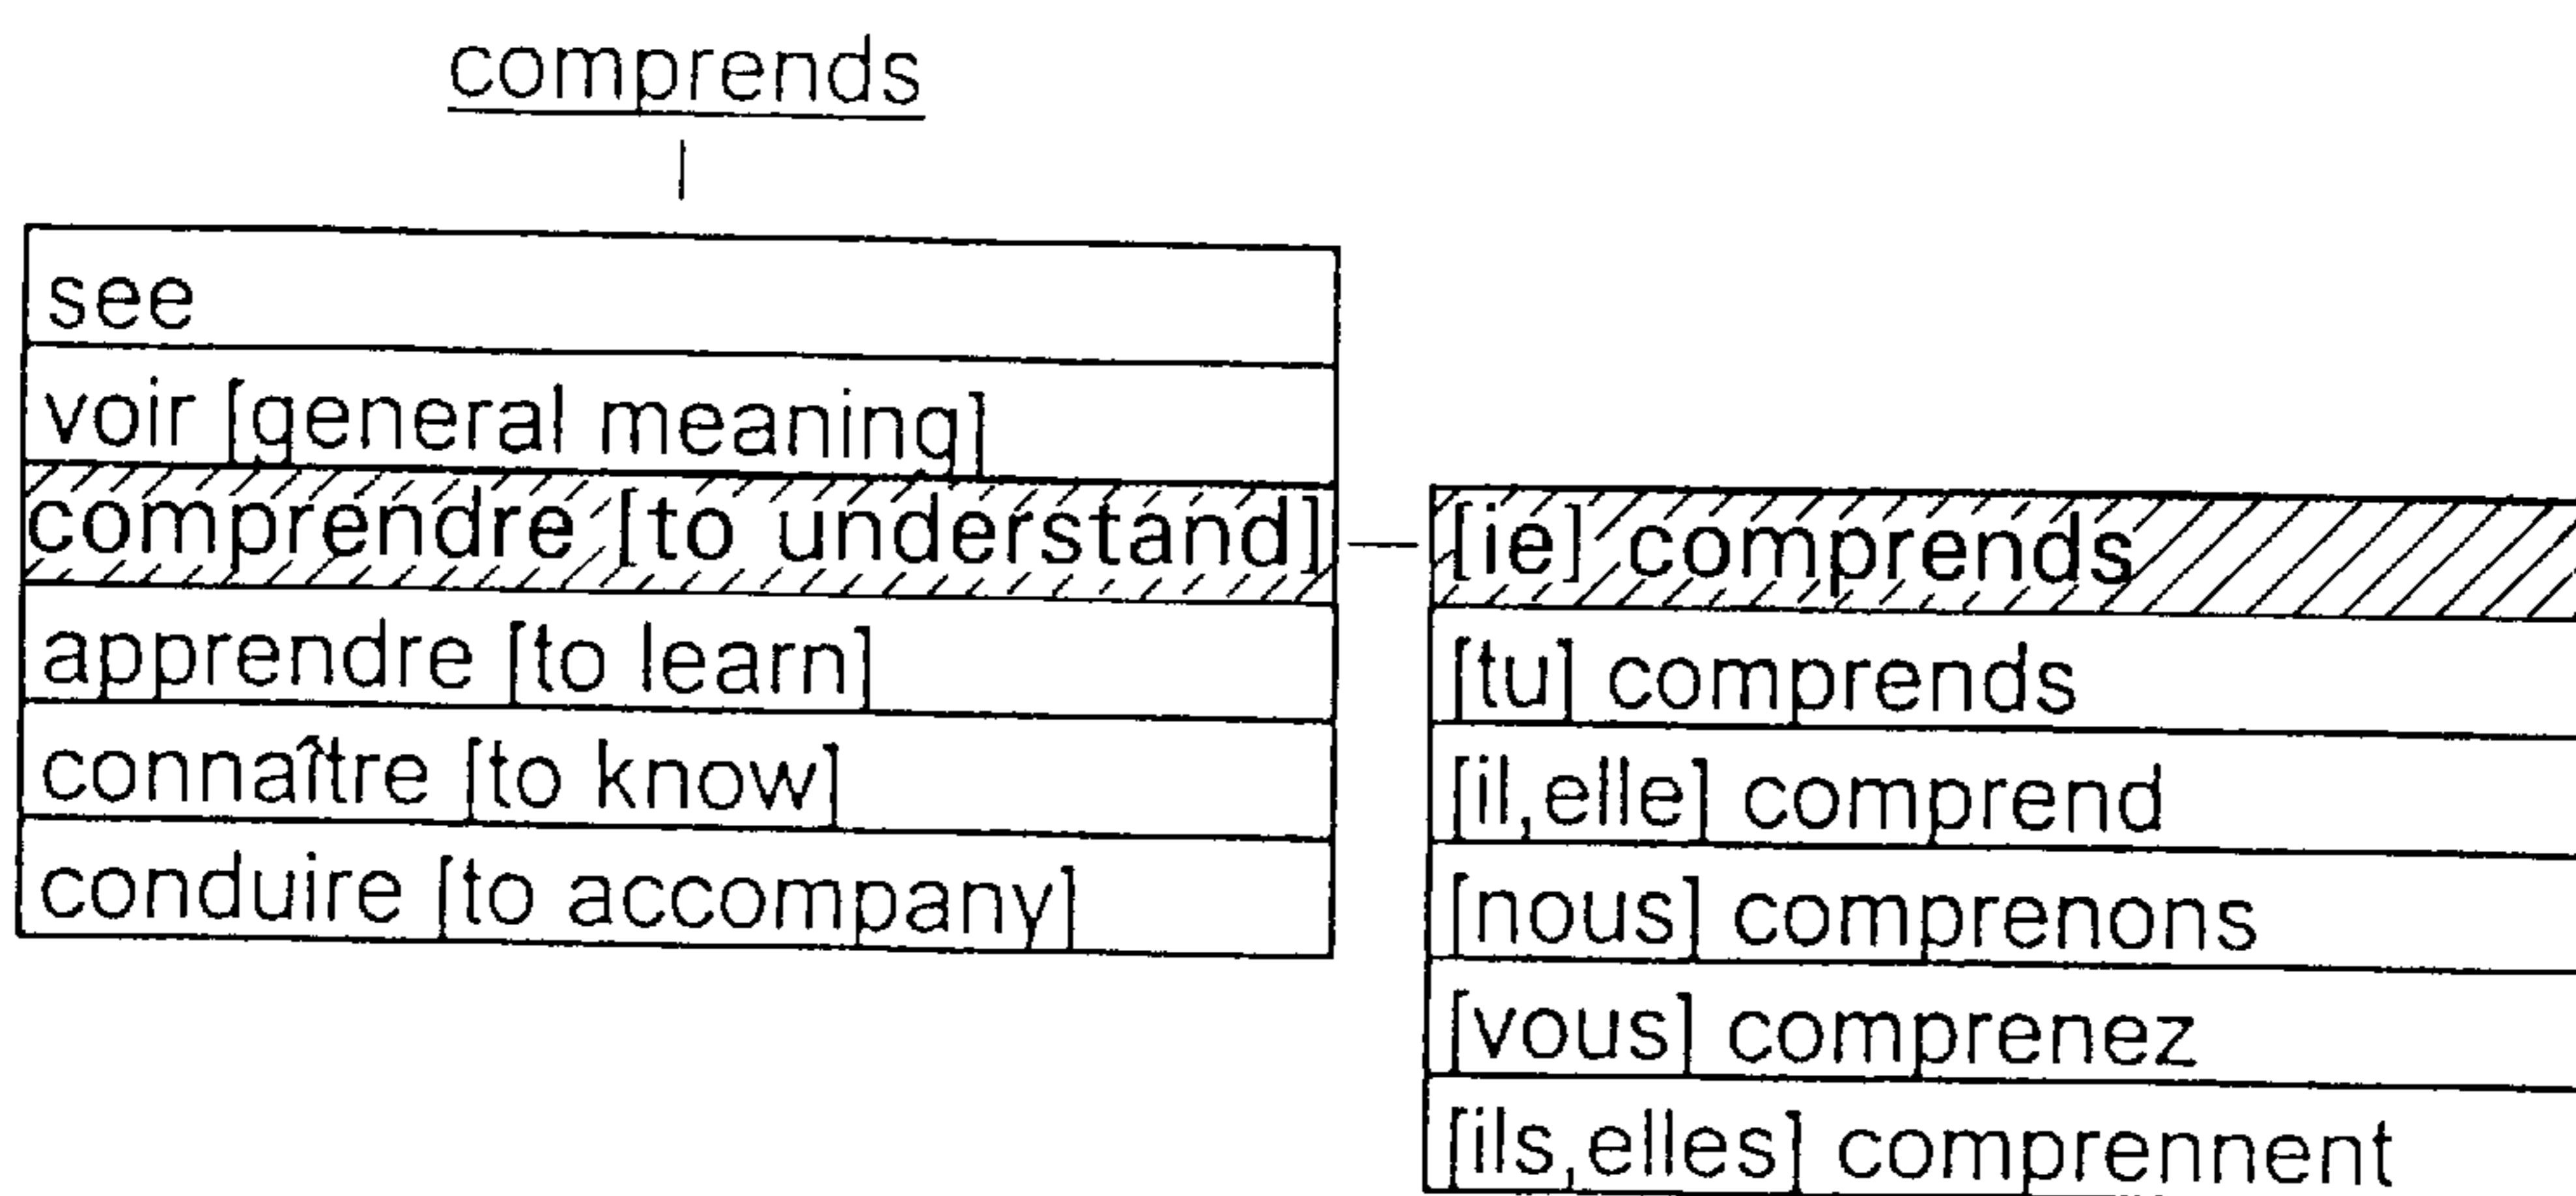 comprends
see
voir [general meaning]
comprendre [to understand]
apprendre [to learn]
connaître [to know]
conduire [to accompany]
[ie] comprends
[tu] comprends
[il,elle] comprend
[nous] comprenons
[vous] comprenez
[ils,elles] comprennent